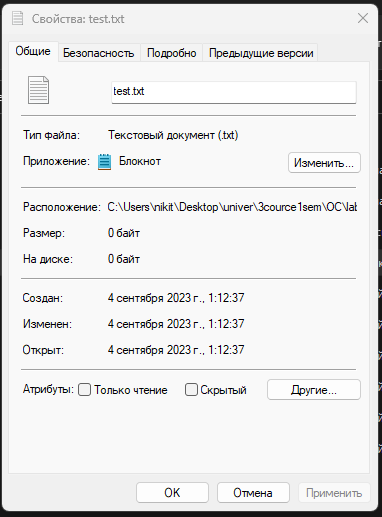 Свойства: test.txt
Общие Безопасность Подробно Предыдущие версии
test.txt
Тип файла: Текстовый документ (.txt)
Приложение: Блокнот Изменить...
Расположение: C:\Users\nikit\Desktop\univer\3cource1sem\ОС\lab
Размер: 0 байт
На диске: 0 байт
Создан: 4 сентября 2023 г., 1:12:37
Изменен: 4 сентября 2023 г., 1:12:37
Открыт: 4 сентября 2023 г., 1:12:37
Атрибуты: Только чтение Скрытый Другие...
ОК Отмена Применить